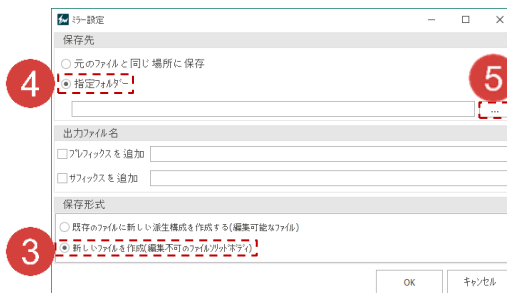 ミラー設定
保存先
元のファイルと同じ場所に保存
4 指定フォルダー
5
...
出力ファイル名
プレフィックスを追加
サフィックスを追加
保存形式
既存のファイルに新しい派生構成を作成する(編集可能なファイル)
3 新しいファイルを作成(編集不可のファイルソリッドボディ)
OK キャンセル